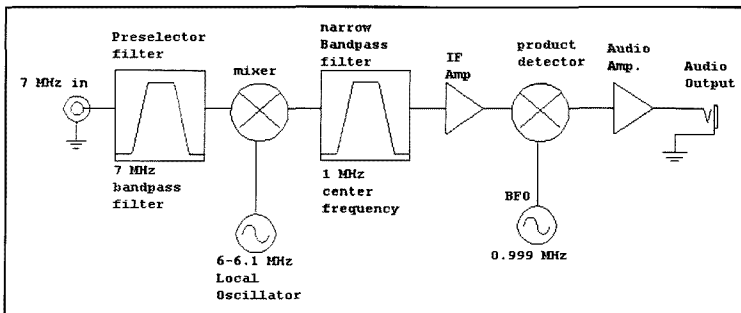 Preselector
filter
7 MHz in
7 MHz
bandpass
filter
mixer
6-6.1 MHz
Local
Oscillator
narrow
Bandpass
filter
1 MHz
center
frequency
IF
Amp
product
detector
BFO
0.999 MHz
Audio
Amp.
Audio
Output